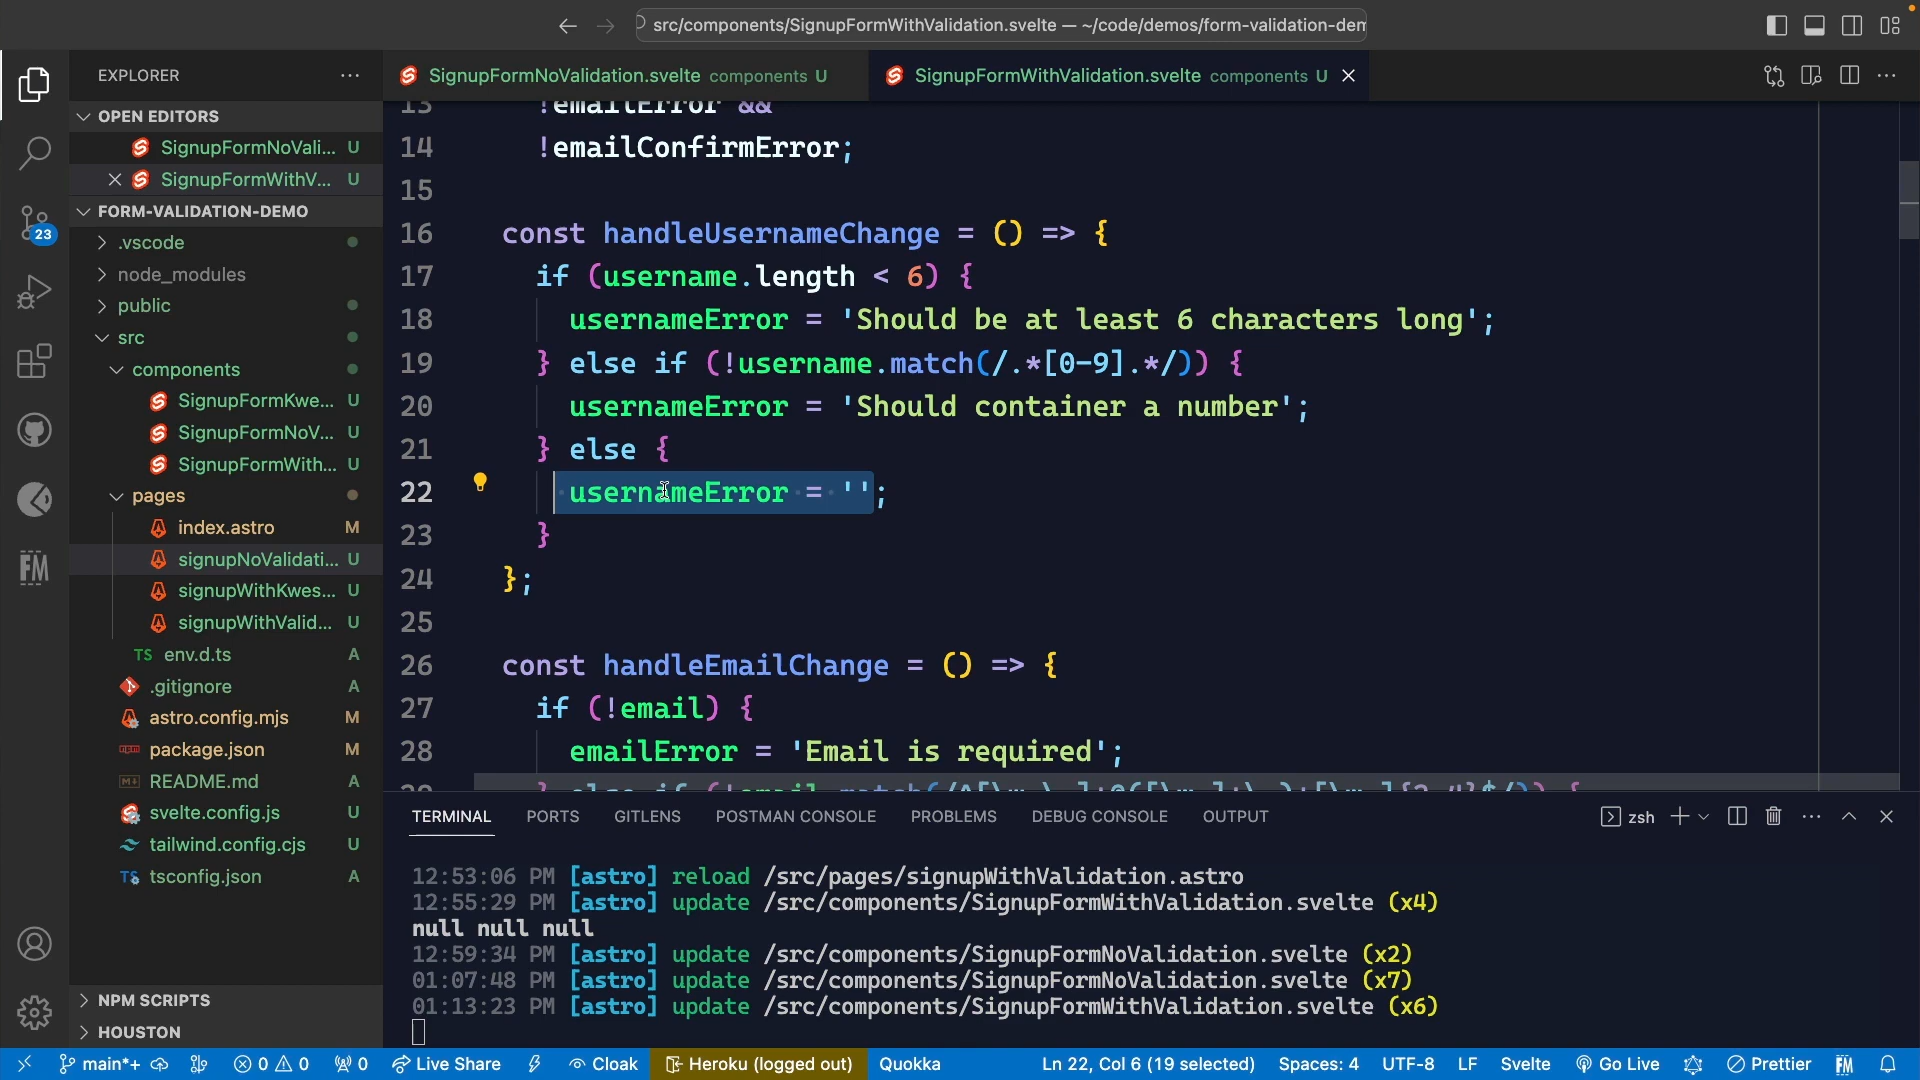 src/components/SignupFormWithValidation.svelte — ~/code/demos/form-validation-dem
EXPLORER
OPEN EDITORS
SignupFormNoVali... U
SignupFormWithV... U
FORM-VALIDATION-DEMO
.vscode
node_modules
public
src
components
SignupFormKwe... U
SignupFormNoV... U
SignupFormWith... U
pages
index.astro M
signupNoValidati... U
signupWithKwes... U
signupWithValid... U
TS env.d.ts A
.gitignore A
astro.config.mjs M
package.json M
README.md A
svelte.config.js U
tailwind.config.cjs U
TS tsconfig.json A
NPM SCRIPTS
HOUSTON
23
FM
SignupFormNoValidation.svelte components U
SignupFormWithValidation.svelte components U
13 !emailError &&
14 !emailConfirmError;
15
16 const handleUsernameChange = () => {
17 if (username.length < 6) {
18 usernameError = 'Should be at least 6 characters long';
19 } else if (!username.match(/.*[0-9].*/)) {
20 usernameError = 'Should container a number';
21 } else {
22 usernameError = '';
23 }
24 };
25
26 const handleEmailChange = () => {
27 if (!email) {
28 emailError = 'Email is required';
TERMINAL PORTS GITLENS POSTMAN CONSOLE PROBLEMS DEBUG CONSOLE OUTPUT
zsh
12:53:06 PM [astro] reload /src/pages/signupWithValidation.astro
12:55:29 PM [astro] update /src/components/SignupFormWithValidation.svelte (x4)
null null null
12:59:34 PM [astro] update /src/components/SignupFormNoValidation.svelte (x2)
01:07:48 PM [astro] update /src/components/SignupFormNoValidation.svelte (x7)
01:13:23 PM [astro] update /src/components/SignupFormWithValidation.svelte (x6)
main*+ 0 0 0 Live Share Cloak Heroku (logged out) Quokka Ln 22, Col 6 (19 selected) Spaces: 4 UTF-8 LF Svelte Go Live Prettier FM